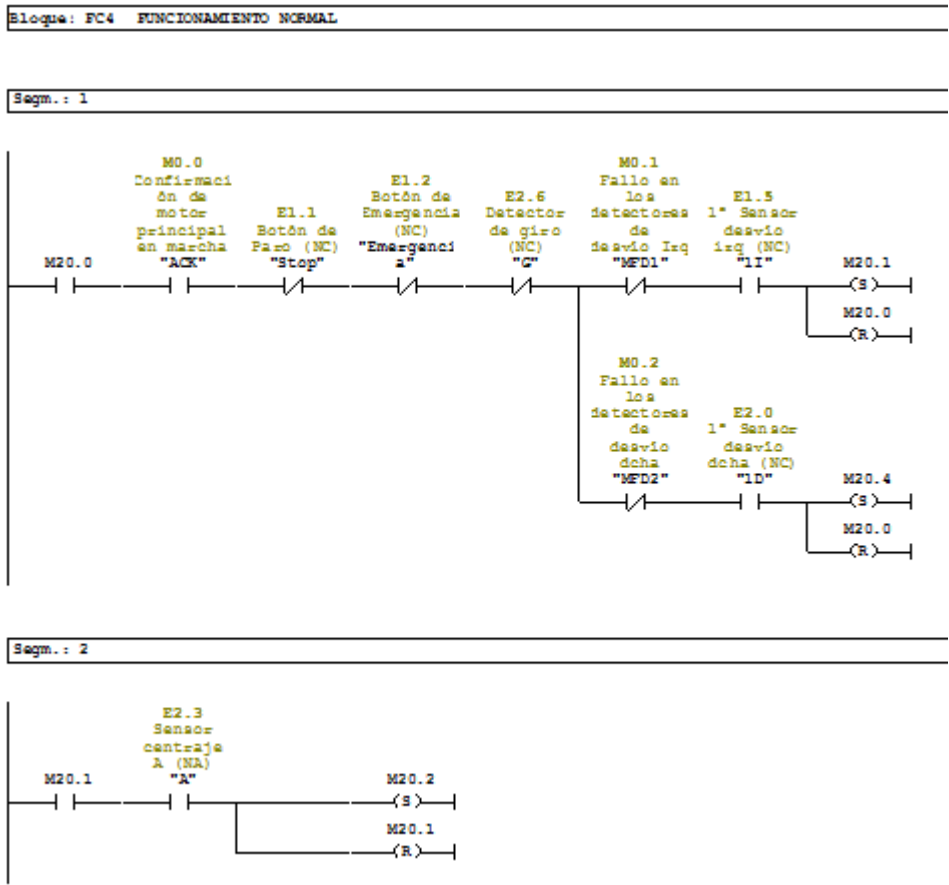 Bloque: FC4 FUNCIONAMIENTO NORMAL
Segm.: 1
M20.0
M0.0
Confirmaci
ón de
motor
principal
en marcha
"ACK"
E1.1
Botón de
Paro (NC)
"Stop"
E1.2
Botón de
Emergencia
(NC)
"Emergenci
a"
E2.6
Detector
de giro
(NC)
"G"
M0.1
Fallo en
los
detectores
de
desvio Izq
"MFD1"
E1.5
1º Sensor
desvio
izq (NC)
"1I"
M20.1
(S)
M20.0
(R)
M0.2
Fallo en
los
detectores
de
desvio
dcha
"MFD2"
E2.0
1º Sensor
desvio
dcha (NC)
"1D"
M20.4
(S)
M20.0
(R)
Segm.: 2
M20.1
E2.3
Sensor
centraje
A (NA)
"A"
M20.2
(S)
M20.1
(R)